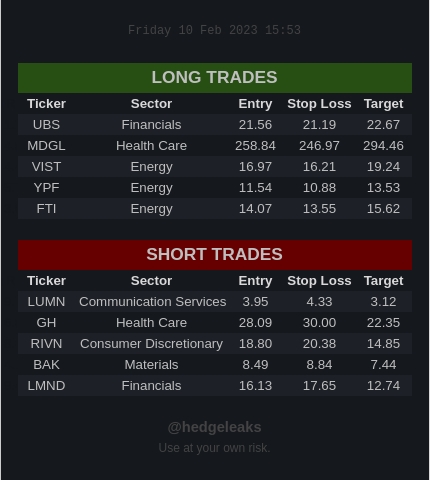 Friday 10 Feb 2023 15:53
LONG TRADES
Ticker Sector Entry Stop Loss Target
UBS Financials 21.56 21.19 22.67
MDGL Health Care 258.84 246.97 294.46
VIST Energy 16.97 16.21 19.24
YPF Energy 11.54 10.88 13.53
FTI Energy 14.07 13.55 15.62
SHORT TRADES
Ticker Sector Entry Stop Loss Target
LUMN Communication Services 3.95 4.33 3.12
GH Health Care 28.09 30.00 22.35
RIVN Consumer Discretionary 18.80 20.38 14.85
BAK Materials 8.49 8.84 7.44
LMND Financials 16.13 17.65 12.74
@hedgeleaks
Use at your own risk.